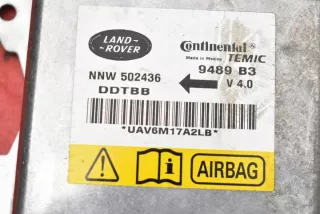 LAND-
-ROVER
Continental
Made in Mexico TEMIC
NNW 502436
9489 B3
DDTBB
V 4.0
*UAV6M17A2LB*
AIRBAG